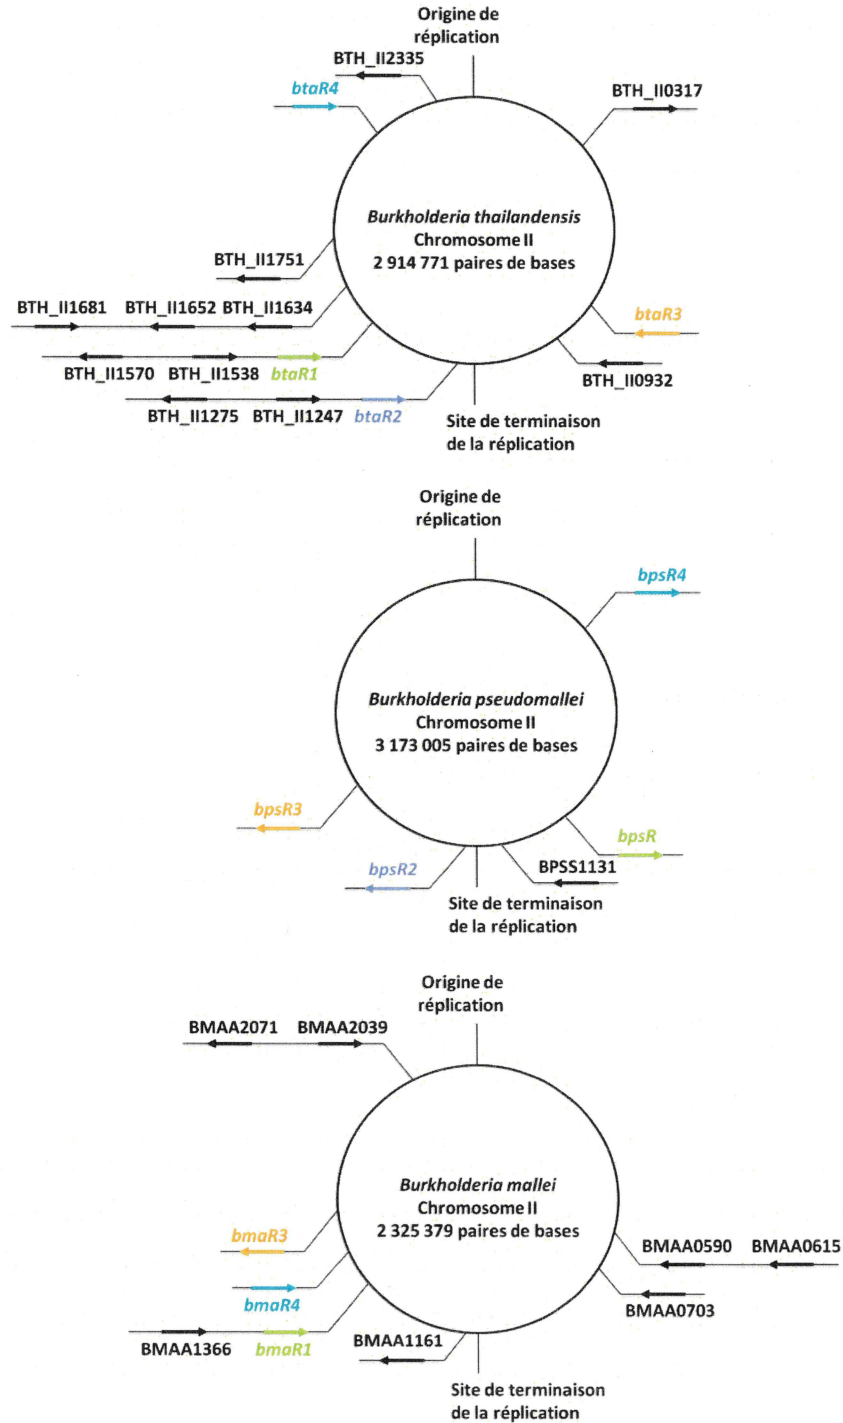 Origine de
réplication
BTH_II2335
btaR4
BTH_II0317
Burkholderia thailandensis
Chromosome II
2 914 771 paires de bases
BTH_II1751
BTH_II1681 BTH_II1652 BTH_II1634
btaR3
BTH_II1570 BTH_II1538 btaR1
BTH_II0932
BTH_II1275 BTH_II1247 btaR2
Site de terminaison
de la réplication
Origine de
réplication
bpsR4
Burkholderia pseudomallei
Chromosome II
3 173 005 paires de bases
bpsR3
bpsR
bpsR2
BPSS1131
Site de terminaison
de la réplication
Origine de
réplication
BMAA2071 BMAA2039
Burkholderia mallei
Chromosome II
2 325 379 paires de bases
bmaR3
BMAA0590 BMAA0615
bmaR4
BMAA0703
BMAA1366 bmaR1
BMAA1161
Site de terminaison
de la réplication